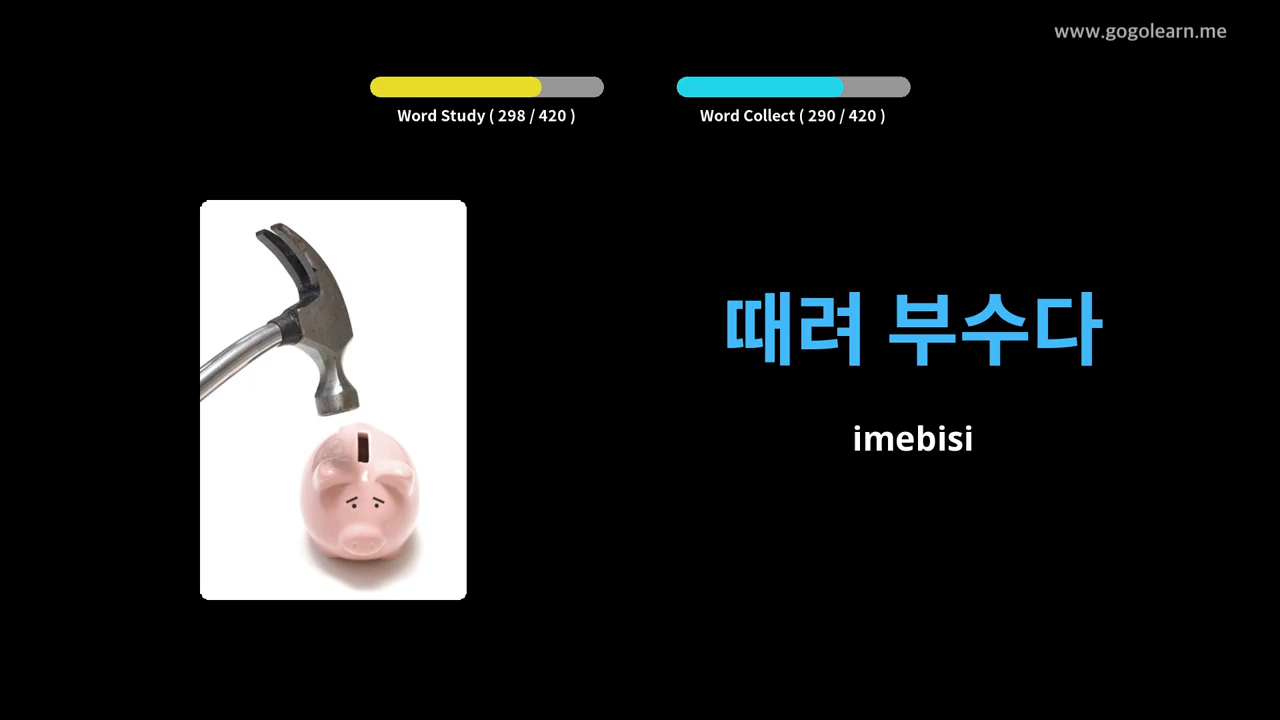 www.gogolearn.me
Word Study ( 298 / 420 )
Word Collect ( 290 / 420 )
때려 부수다
imebisi